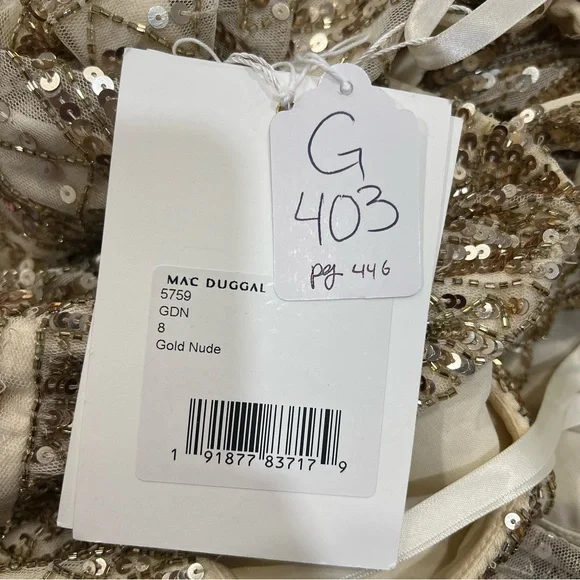 G
403
pg 446
MAC DUGGAL
5759
GDN
8
Gold Nude
1 91877 83717 9